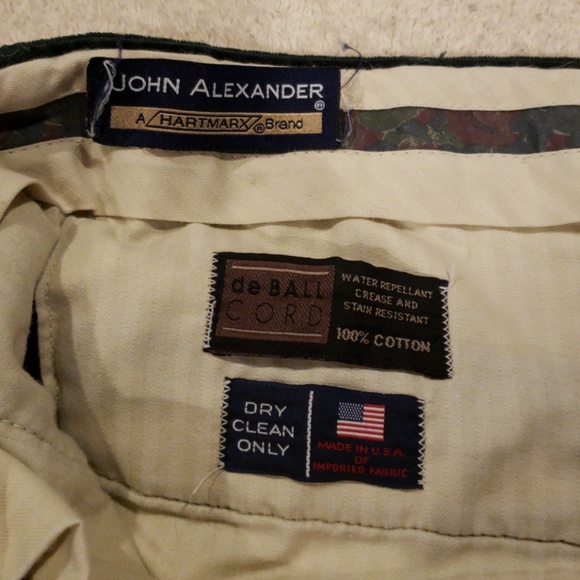 JOHN ALEXANDER ®
A HARTMARX ® Brand
de BALL
CORD
WATER REPELLANT
CREASE AND
STAIN RESISTANT
100% COTTON
DRY
CLEAN
ONLY
MADE IN U.S.A.
OF
IMPORTED FABRIC